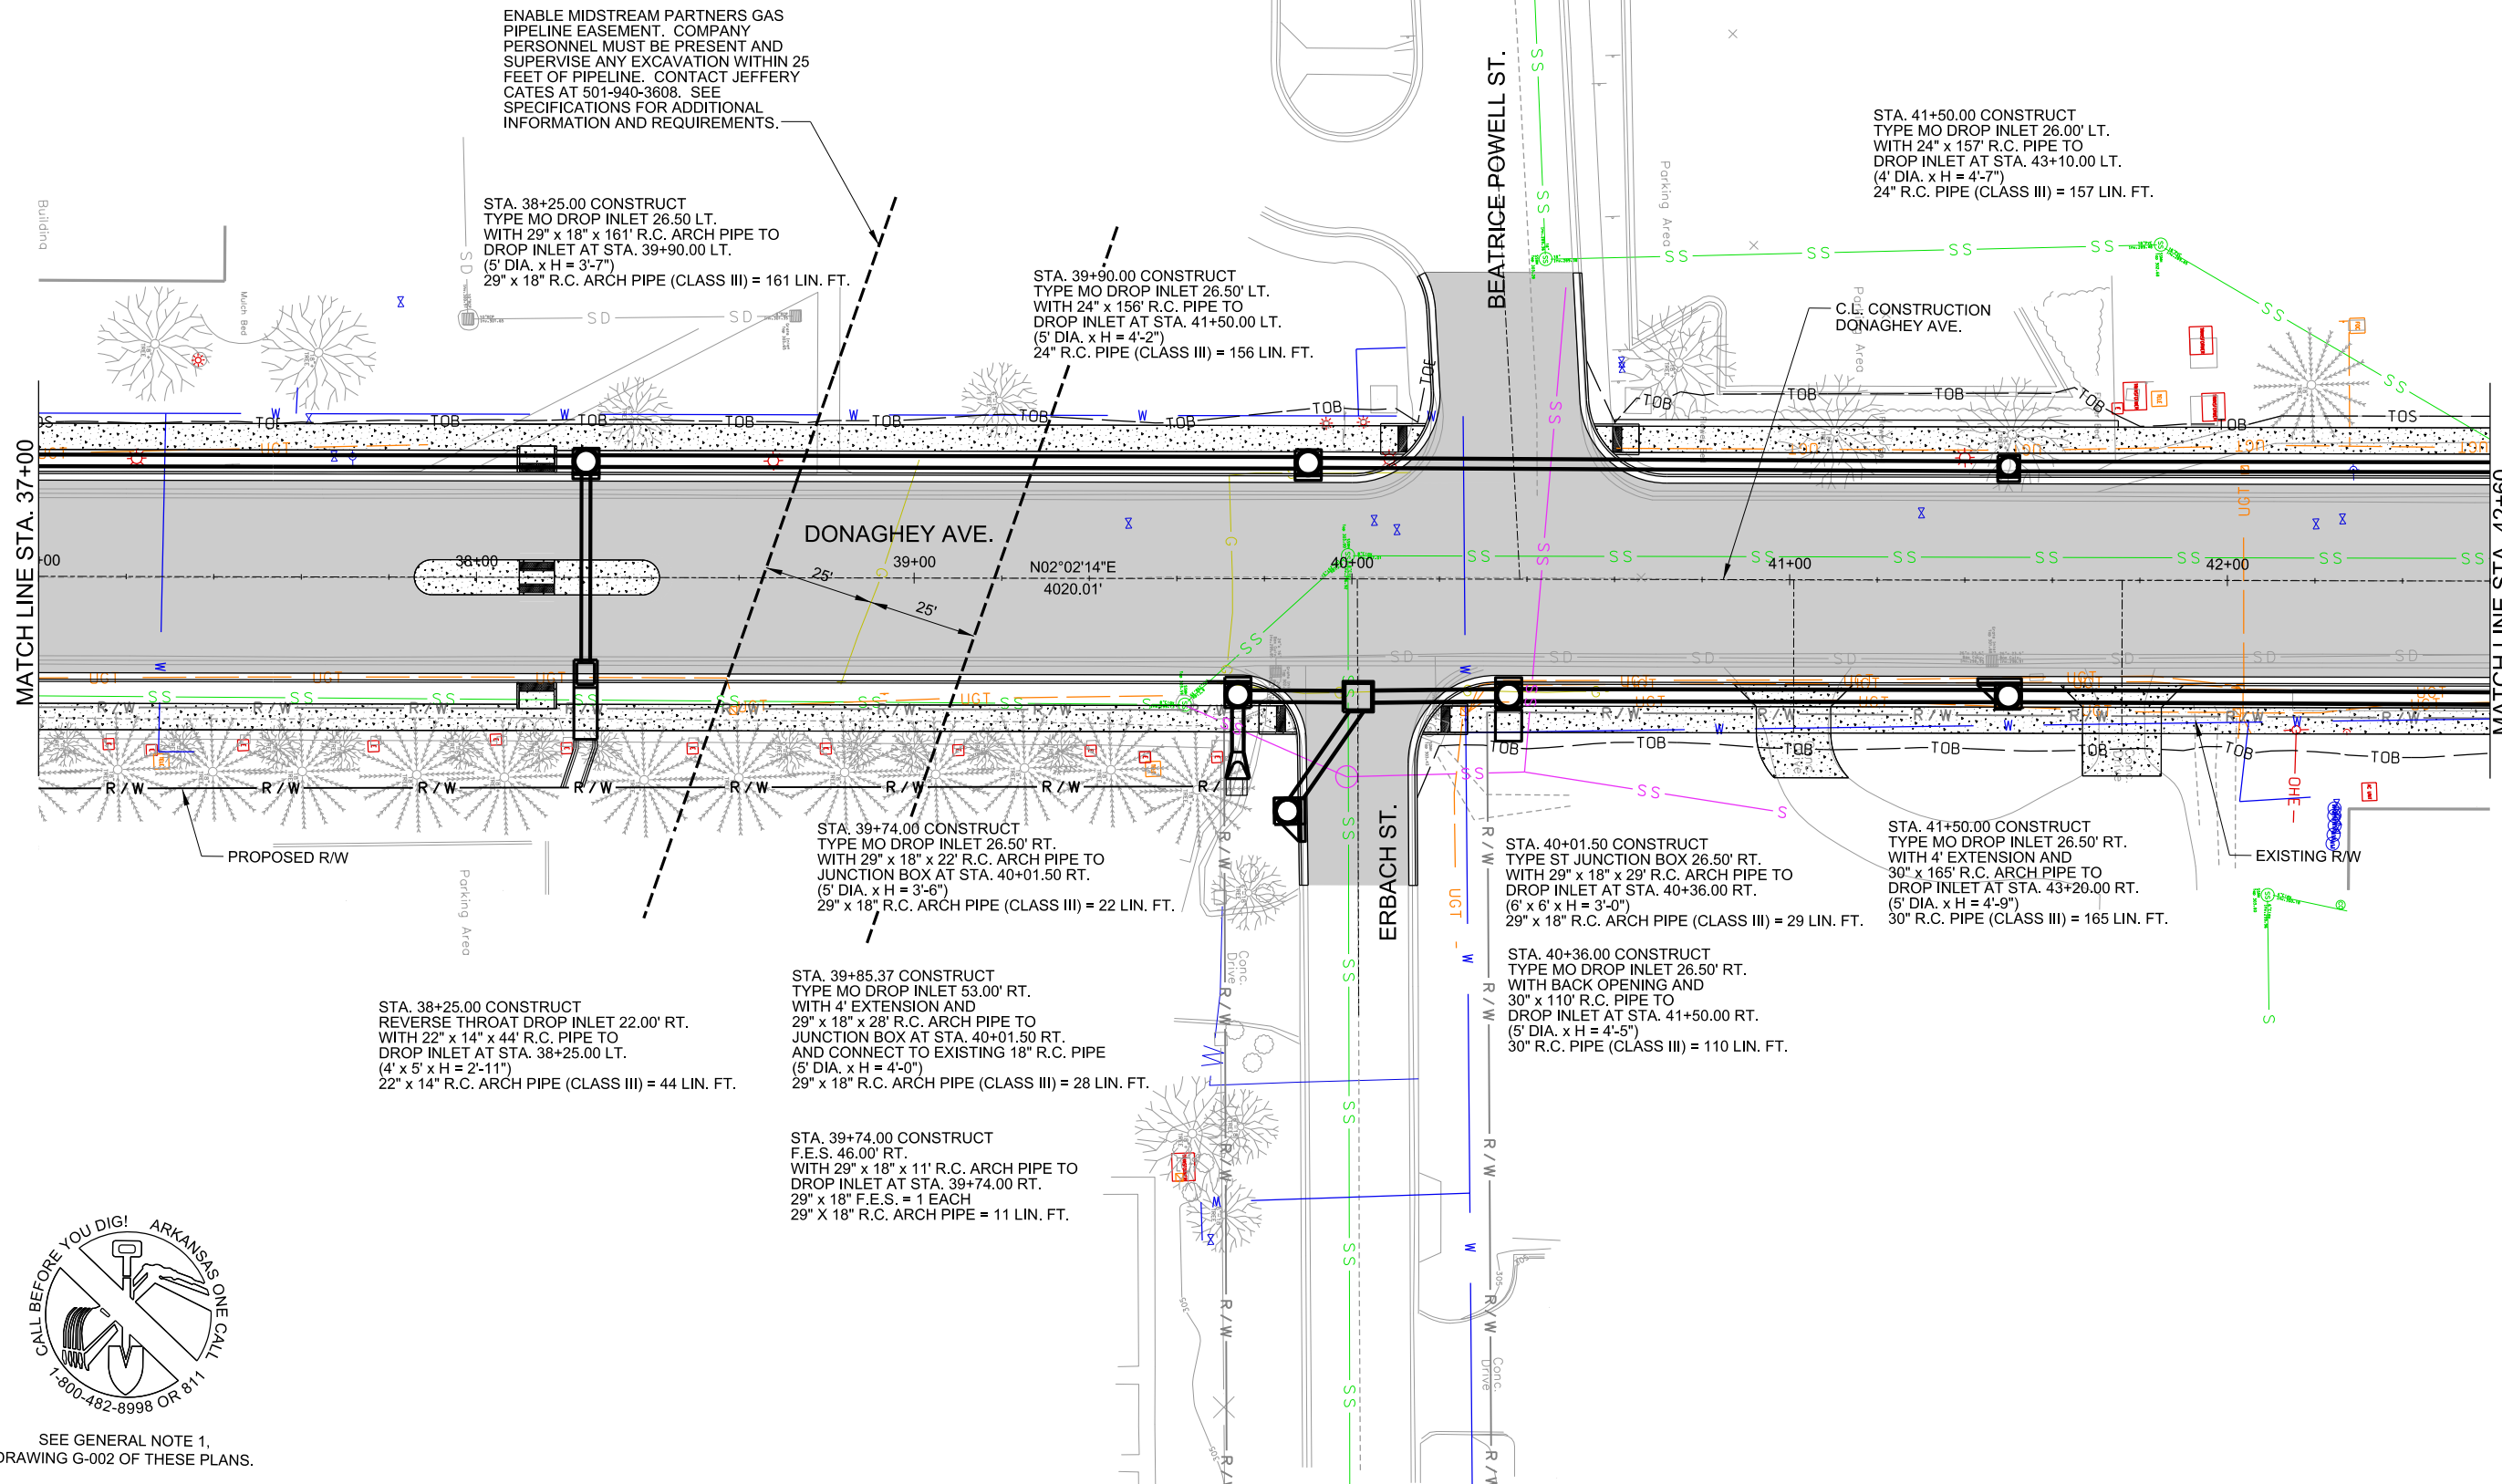 ENABLE MIDSTREAM PARTNERS GAS
PIPELINE EASEMENT. COMPANY
PERSONNEL MUST BE PRESENT AND
SUPERVISE ANY EXCAVATION WITHIN 25
FEET OF PIPELINE. CONTACT JEFFERY
CATES AT 501-940-3608. SEE
SPECIFICATIONS FOR ADDITIONAL
INFORMATION AND REQUIREMENTS.
STA. 38+25.00 CONSTRUCT
TYPE MO DROP INLET 26.50 LT.
WITH 29" x 18" x 161' R.C. ARCH PIPE TO
DROP INLET AT STA. 39+90.00 LT.
(5' DIA. x H = 3'-7")
29" x 18" R.C. ARCH PIPE (CLASS III) = 161 LIN. FT.
STA. 39+90.00 CONSTRUCT
TYPE MO DROP INLET 26.50' LT.
WITH 24" x 156' R.C. PIPE TO
DROP INLET AT STA. 41+50.00 LT.
(5' DIA. x H = 4'-2")
24" R.C. PIPE (CLASS III) = 156 LIN. FT.
BEATRICE POWELL ST.
STA. 41+50.00 CONSTRUCT
TYPE MO DROP INLET 26.00' LT.
WITH 24" x 157' R.C. PIPE TO
DROP INLET AT STA. 43+10.00 LT.
(4' DIA. x H = 4'-7")
24" R.C. PIPE (CLASS III) = 157 LIN. FT.
C.L. CONSTRUCTION
DONAGHEY AVE.
Building
Mulch Bed
Parking Area
Parking Area
MATCH LINE STA. 37+00
MATCH LINE STA. 42+60
DONAGHEY AVE.
+00
38+00
39+00
40+00
41+00
42+00
N02°02'14"E
4020.01'
25'
25'
PROPOSED R/W
EXISTING R/W
Parking Area
ERBACH ST.
Conc.
Drive
Conc.
Drive
STA. 39+74.00 CONSTRUCT
TYPE MO DROP INLET 26.50' RT.
WITH 29" x 18" x 22' R.C. ARCH PIPE TO
JUNCTION BOX AT STA. 40+01.50 RT.
(5' DIA. x H = 3'-6")
29" x 18" R.C. ARCH PIPE (CLASS III) = 22 LIN. FT.
STA. 40+01.50 CONSTRUCT
TYPE ST JUNCTION BOX 26.50' RT.
WITH 29" x 18" x 29' R.C. ARCH PIPE TO
DROP INLET AT STA. 40+36.00 RT.
(6' x 6' x H = 3'-0")
29" x 18" R.C. ARCH PIPE (CLASS III) = 29 LIN. FT.
STA. 41+50.00 CONSTRUCT
TYPE MO DROP INLET 26.50' RT.
WITH 4' EXTENSION AND
30" x 165' R.C. ARCH PIPE TO
DROP INLET AT STA. 43+20.00 RT.
(5' DIA. x H = 4'-9")
30" R.C. PIPE (CLASS III) = 165 LIN. FT.
STA. 38+25.00 CONSTRUCT
REVERSE THROAT DROP INLET 22.00' RT.
WITH 22" x 14" x 44' R.C. PIPE TO
DROP INLET AT STA. 38+25.00 LT.
(4' x 5' x H = 2'-11")
22" x 14" R.C. ARCH PIPE (CLASS III) = 44 LIN. FT.
STA. 39+85.37 CONSTRUCT
TYPE MO DROP INLET 53.00' RT.
WITH 4' EXTENSION AND
29" x 18" x 28' R.C. ARCH PIPE TO
JUNCTION BOX AT STA. 40+01.50 RT.
AND CONNECT TO EXISTING 18" R.C. PIPE
(5' DIA. x H = 4'-0")
29" x 18" R.C. ARCH PIPE (CLASS III) = 28 LIN. FT.
STA. 40+36.00 CONSTRUCT
TYPE MO DROP INLET 26.50' RT.
WITH BACK OPENING AND
30" x 110' R.C. PIPE TO
DROP INLET AT STA. 41+50.00 RT.
(5' DIA. x H = 4'-5")
30" R.C. PIPE (CLASS III) = 110 LIN. FT.
STA. 39+74.00 CONSTRUCT
F.E.S. 46.00' RT.
WITH 29" x 18" x 11' R.C. ARCH PIPE TO
DROP INLET AT STA. 39+74.00 RT.
29" x 18" F.E.S. = 1 EACH
29" X 18" R.C. ARCH PIPE = 11 LIN. FT.
CALL BEFORE YOU DIG! ARKANSAS ONE CALL
1-800-482-8998 OR 811
SEE GENERAL NOTE 1,
DRAWING G-002 OF THESE PLANS.